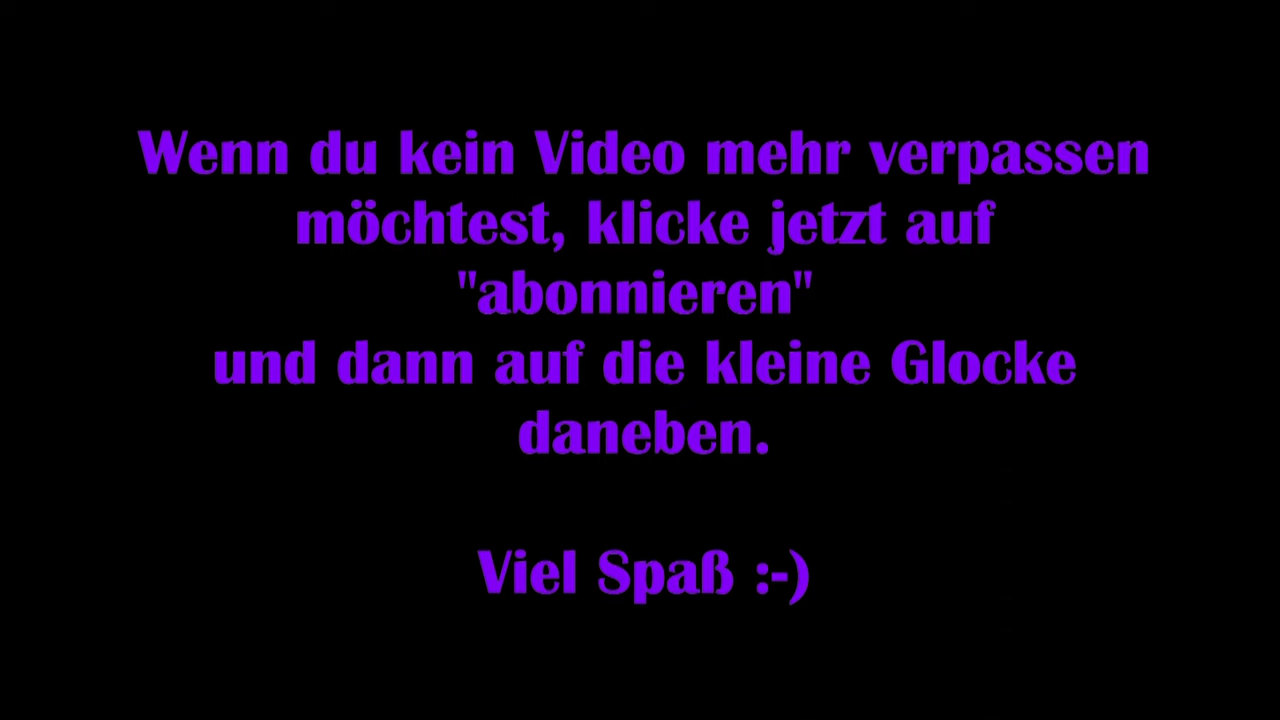 Wenn du kein Video mehr verpassen
möchtest, klicke jetzt auf
"abonnieren"
und dann auf die kleine Glocke
daneben.
Viel Spaß :-)